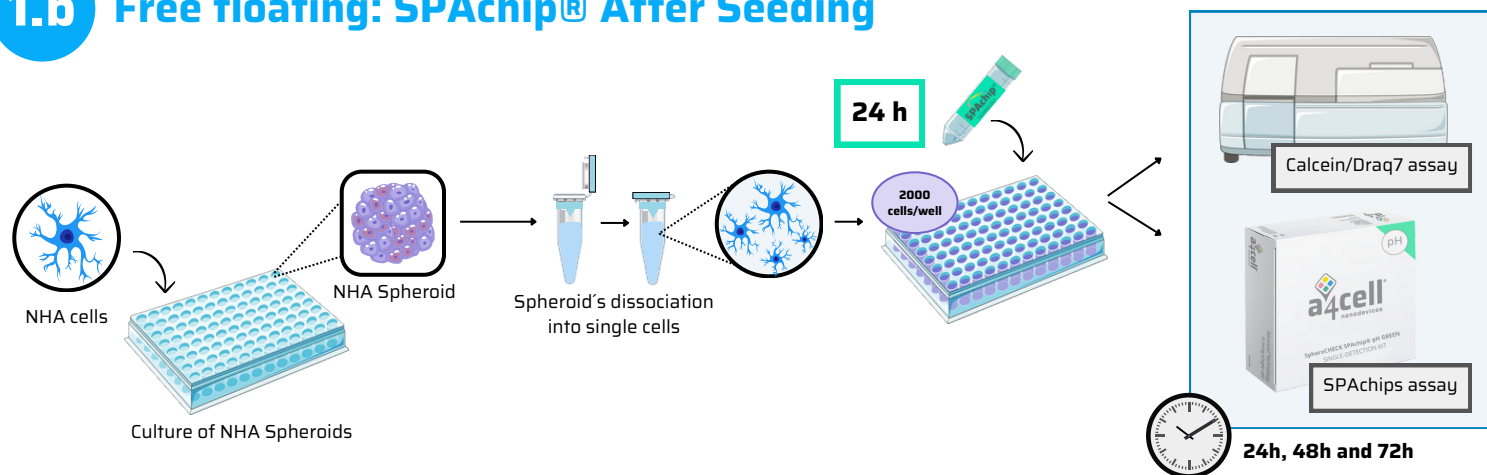 1.b
Free floating: SPAchip® After Seeding
NHA cells
Culture of NHA Spheroids
NHA Spheroid
Spheroid´s dissociation
into single cells
2000
cells/well
24 h
SPAchip®
Calcein/Draq7 assay
pH
a4cell
a4cell
nanodevices
SpheroCHECK SPAchip® pH GREEN
SINGLE-DETECTION KIT
SPAchips assay
24h, 48h and 72h